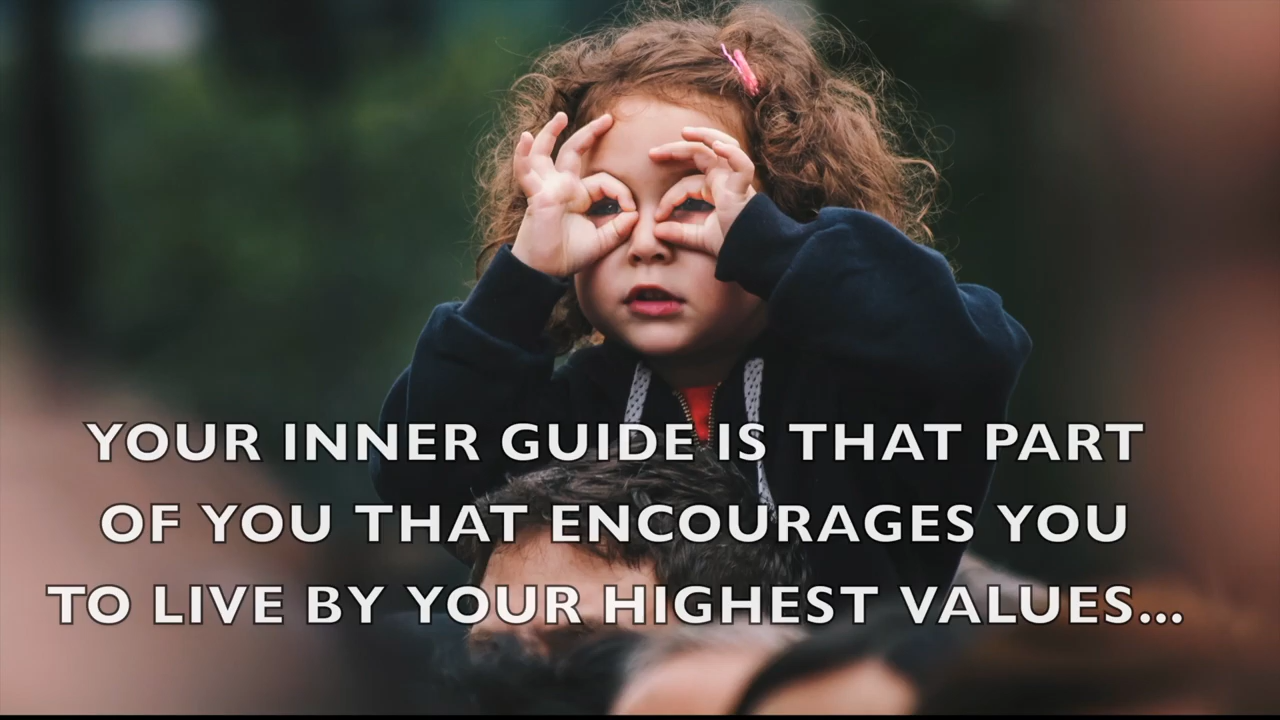 YOUR INNER GUIDE IS THAT PART
OF YOU THAT ENCOURAGES YOU
TO LIVE BY YOUR HIGHEST VALUES...